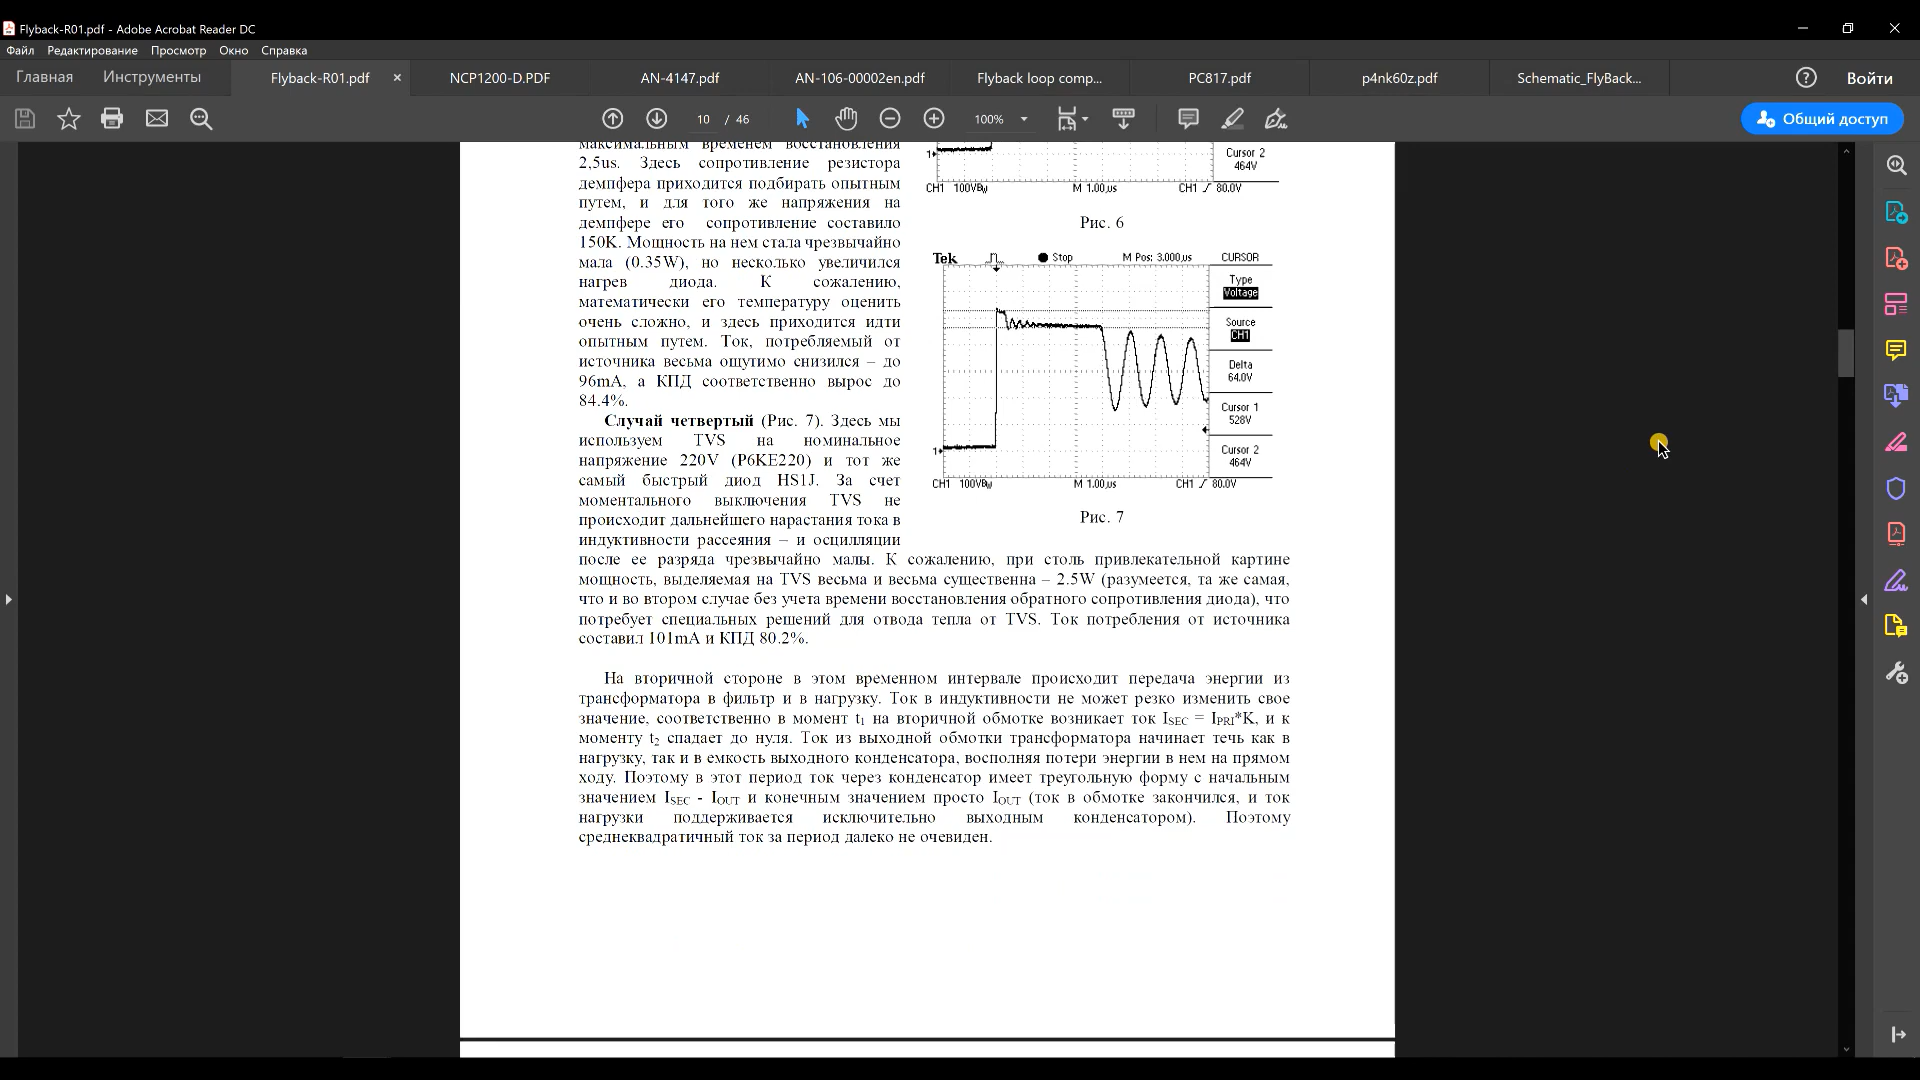 Flyback-R01.pdf - Adobe Acrobat Reader DC
Файл Редактирование Просмотр Окно Справка
Главная Инструменты Flyback-R01.pdf × NCP1200-D.PDF AN-4147.pdf AN-106-00002en.pdf Flyback loop comp... PC817.pdf p4nk60z.pdf Schematic_FlyBack... Войти
10 / 46 100% Общий доступ
максимальным временем восстановления
2,5us. Здесь сопротивление резистора
демпфера приходится подбирать опытным
путем, и для того же напряжения на
демпфере его сопротивление составило
150K. Мощность на нем стала чрезвычайно
мала (0.35W), но несколько увеличился
нагрев диода. К сожалению,
математически его температуру оценить
очень сложно, и здесь приходится идти
опытным путем. Ток, потребляемый от
источника весьма ощутимо снизился – до
96mA, а КПД соответственно вырос до
84.4%.
Случай четвертый (Рис. 7). Здесь мы
используем TVS на номинальное
напряжение 220V (P6KE220) и тот же
самый быстрый диод HS1J. За счет
моментального выключения TVS не
происходит дальнейшего нарастания тока в
индуктивности рассеяния – и осцилляции
1
Cursor 2
464V
CH1 100VBw M 1.00µs CH1 80.0V
Рис. 6
Tek Stop M Pos: 3.000µs CURSOR
Type
Voltage
Source
CH1
Delta
64.0V
Cursor 1
528V
1
Cursor 2
464V
CH1 100VBw M 1.00µs CH1 80.0V
Рис. 7
после ее разряда чрезвычайно малы. К сожалению, при столь привлекательной картине
мощность, выделяемая на TVS весьма и весьма существенна – 2.5W (разумеется, та же самая,
что и во втором случае без учета времени восстановления обратного сопротивления диода), что
потребует специальных решений для отвода тепла от TVS. Ток потребления от источника
составил 101mA и КПД 80.2%.
На вторичной стороне в этом временном интервале происходит передача энергии из
трансформатора в фильтр и в нагрузку. Ток в индуктивности не может резко изменить свое
значение, соответственно в момент t1 на вторичной обмотке возникает ток ISEC = IPRI*K, и к
моменту t2 спадает до нуля. Ток из выходной обмотки трансформатора начинает течь как в
нагрузку, так и в емкость выходного конденсатора, восполняя потери энергии в нем на прямом
ходу. Поэтому в этот период ток через конденсатор имеет треугольную форму с начальным
значением ISEC - IOUT и конечным значением просто IOUT (ток в обмотке закончился, и ток
нагрузки поддерживается исключительно выходным конденсатором). Поэтому
среднеквадратичный ток за период далеко не очевиден.